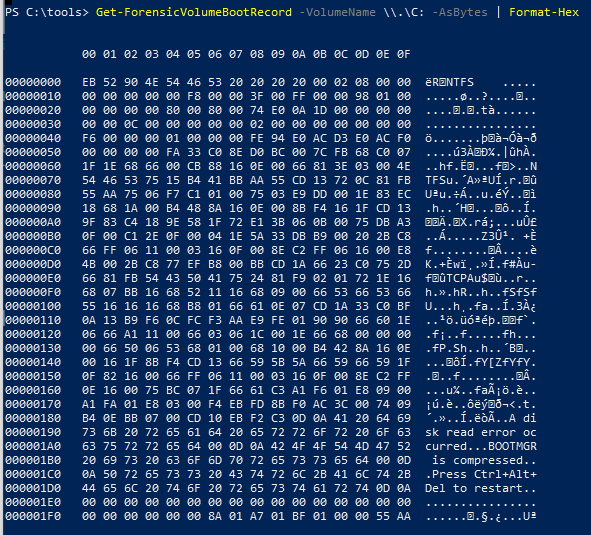 PS C:\tools> Get-ForensicVolumeBootRecord -VolumeName \\.\C: -AsBytes | Format-Hex
00 01 02 03 04 05 06 07 08 09 0A 0B 0C 0D 0E 0F
00000000 EB 52 90 4E 54 46 53 20 20 20 20 00 02 08 00 00 ëR�NTFS .....
00000010 00 00 00 00 00 F8 00 00 3F 00 FF 00 00 98 01 00 .....ø..?....�..
00000020 00 00 00 00 80 00 80 00 74 E0 0A 1D 00 00 00 00 ....�.�.tà......
00000030 00 00 0C 00 00 00 00 00 02 00 00 00 00 00 00 00 ................
00000040 F6 00 00 00 01 00 00 00 FE 94 E0 AC D3 E0 AC F0 ö.......þ�à¬Óà¬ð
00000050 00 00 00 00 FA 33 C0 8E D0 BC 00 7C FB 68 C0 07 ....ú3À�Ð¼.|ûhÀ.
00000060 1F 1E 68 66 00 CB 88 16 0E 00 66 81 3E 03 00 4E ..hf.Ë�...f�>..N
00000070 54 46 53 75 15 B4 41 BB AA 55 CD 13 72 0C 81 FB TFSu.´A»ªUÍ.r.�û
00000080 55 AA 75 06 F7 C1 01 00 75 03 E9 DD 00 1E 83 EC Uªu.÷Á..u.éÝ..�ì
00000090 18 68 1A 00 B4 48 8A 16 0E 00 8B F4 16 1F CD 13 .h..´H�...�ô..Í.
000000A0 9F 83 C4 18 9E 58 1F 72 E1 3B 06 0B 00 75 DB A3 ��Ä.�X.rá;...uÛ£
000000B0 0F 00 C1 2E 0F 00 04 1E 5A 33 DB B9 00 20 2B C8 ..Á.....Z3Û¹. +È
000000C0 66 FF 06 11 00 03 16 0F 00 8E C2 FF 06 16 00 E8 f........�Â....è
000000D0 4B 00 2B C8 77 EF B8 00 BB CD 1A 66 23 C0 75 2D K.+Èwï¸.»Í.f#Àu-
000000E0 66 81 FB 54 43 50 41 75 24 81 F9 02 01 72 1E 16 f�ûTCPAu$�ù..r..
000000F0 68 07 BB 16 68 52 11 16 68 09 00 66 53 66 53 66 h.».hR..h..fSfSf
00000100 55 16 16 16 68 B8 01 66 61 0E 07 CD 1A 33 C0 BF U...h¸.fa..Í.3À¿
00000110 0A 13 B9 F6 0C FC F3 AA E9 FE 01 90 90 66 60 1E ..¹ö.üóªéþ.��f`.
00000120 06 66 A1 11 00 66 03 06 1C 00 1E 66 68 00 00 00 .f¡..f.....fh...
00000130 00 66 50 06 53 68 01 00 68 10 00 B4 42 8A 16 0E .fP.Sh..h..´B�..
00000140 00 16 1F 8B F4 CD 13 66 59 5B 5A 66 59 66 59 1F ...�ôÍ.fY[ZfYfY.
00000150 0F 82 16 00 66 FF 06 11 00 03 16 0F 00 8E C2 FF .�..f........�Â.
00000160 0E 16 00 75 BC 07 1F 66 61 C3 A1 F6 01 E8 09 00 ...u¼..faÃ¡ö.è..
00000170 A1 FA 01 E8 03 00 F4 EB FD 8B F0 AC 3C 00 74 09 ¡ú.è..ôëý�ð¬<.t.
00000180 B4 0E BB 07 00 CD 10 EB F2 C3 0D 0A 41 20 64 69 ´.»..Í.ëòÃ..A di
00000190 73 6B 20 72 65 61 64 20 65 72 72 6F 72 20 6F 63 sk read error oc
000001A0 63 75 72 72 65 64 00 0D 0A 42 4F 4F 54 4D 47 52 curred...BOOTMGR
000001B0 20 69 73 20 63 6F 6D 70 72 65 73 73 65 64 00 0D is compressed..
000001C0 0A 50 72 65 73 73 20 43 74 72 6C 2B 41 6C 74 2B .Press Ctrl+Alt+
000001D0 44 65 6C 20 74 6F 20 72 65 73 74 61 72 74 0D 0A Del to restart..
000001E0 00 00 00 00 00 00 00 00 00 00 00 00 00 00 00 00 ................
000001F0 00 00 00 00 00 00 8A 01 A7 01 BF 01 00 00 55 AA ......�.§.¿...Uª